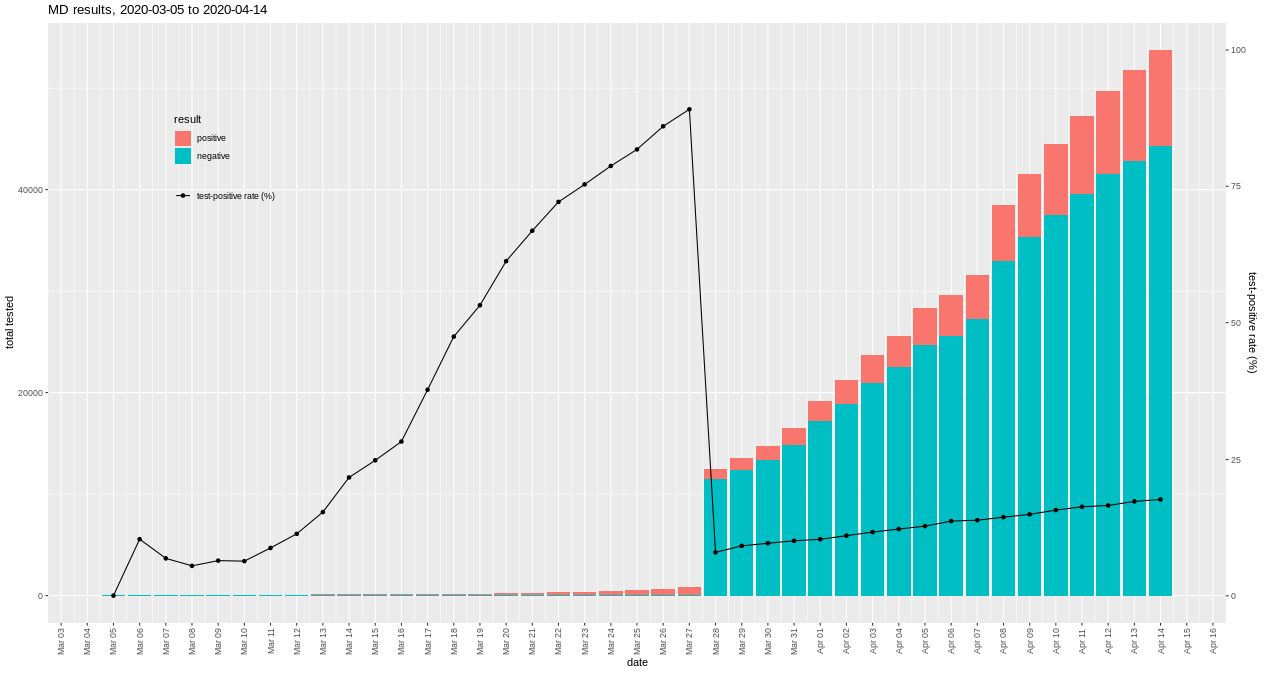 MD results, 2020-03-05 to 2020-04-14
result
positive
negative
test-positive rate (%)
total tested
40000
20000
0
100
75
50
25
0
test-positive rate (%)
Mar 03
Mar 04
Mar 05
Mar 06
Mar 07
Mar 08
Mar 09
Mar 10
Mar 11
Mar 12
Mar 13
Mar 14
Mar 15
Mar 16
Mar 17
Mar 18
Mar 19
Mar 20
Mar 21
Mar 22
Mar 23
Mar 24
Mar 25
Mar 26
Mar 27
Mar 28
Mar 29
Mar 30
Mar 31
Apr 01
Apr 02
Apr 03
Apr 04
Apr 05
Apr 06
Apr 07
Apr 08
Apr 09
Apr 10
Apr 11
Apr 12
Apr 13
Apr 14
Apr 15
Apr 16
date